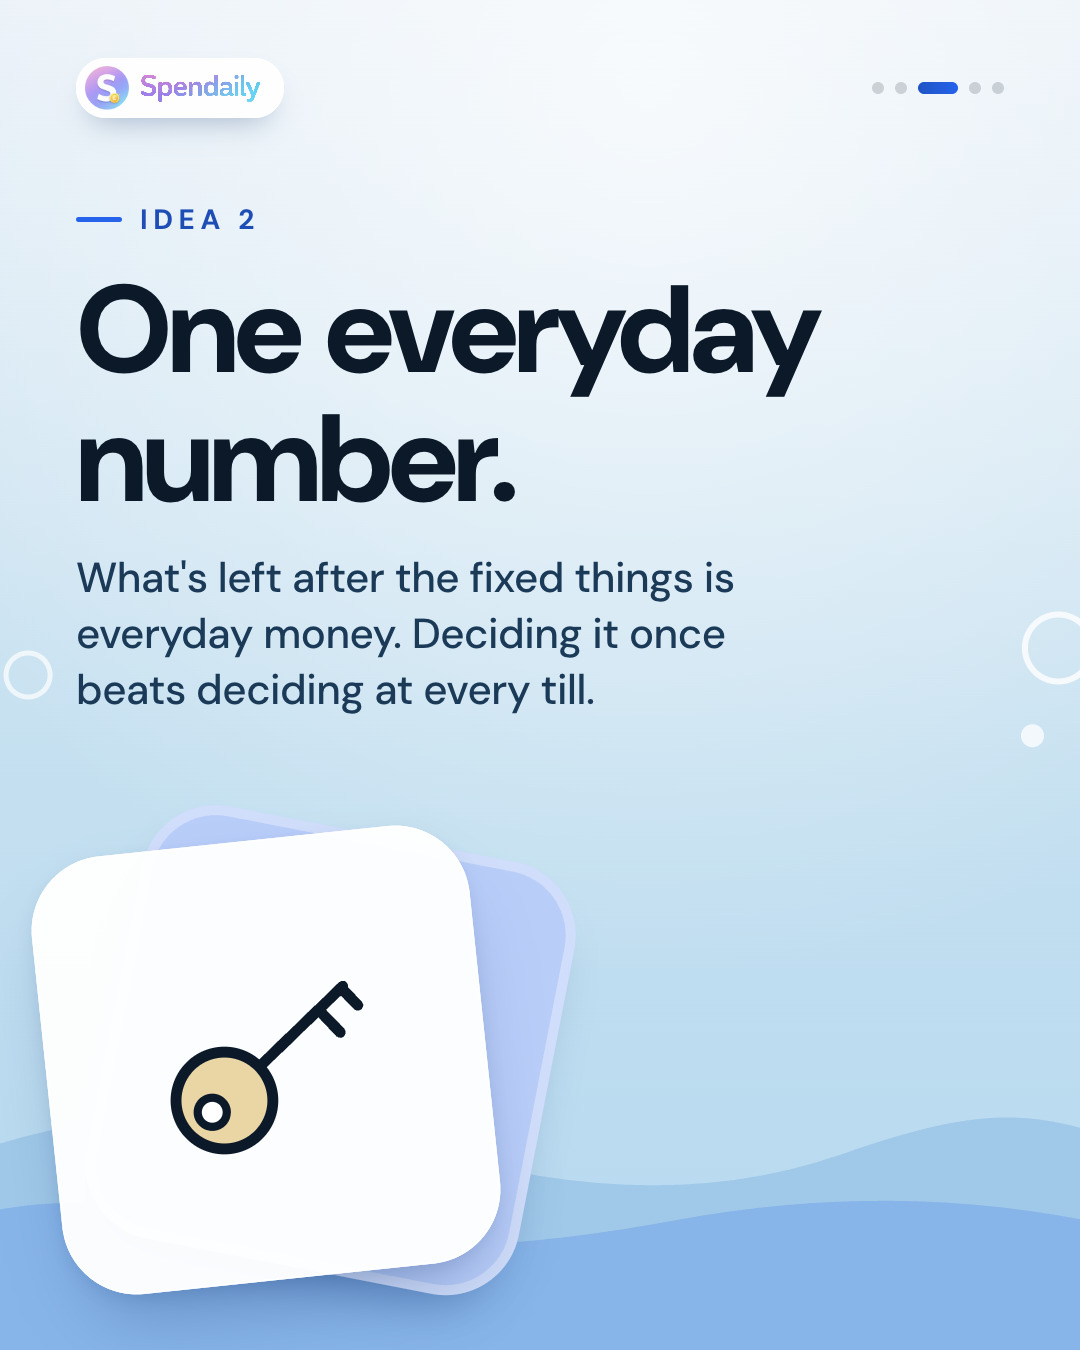 Spendaily
IDEA 2
One everyday
number.
What's left after the fixed things is
everyday money. Deciding it once
beats deciding at every till.